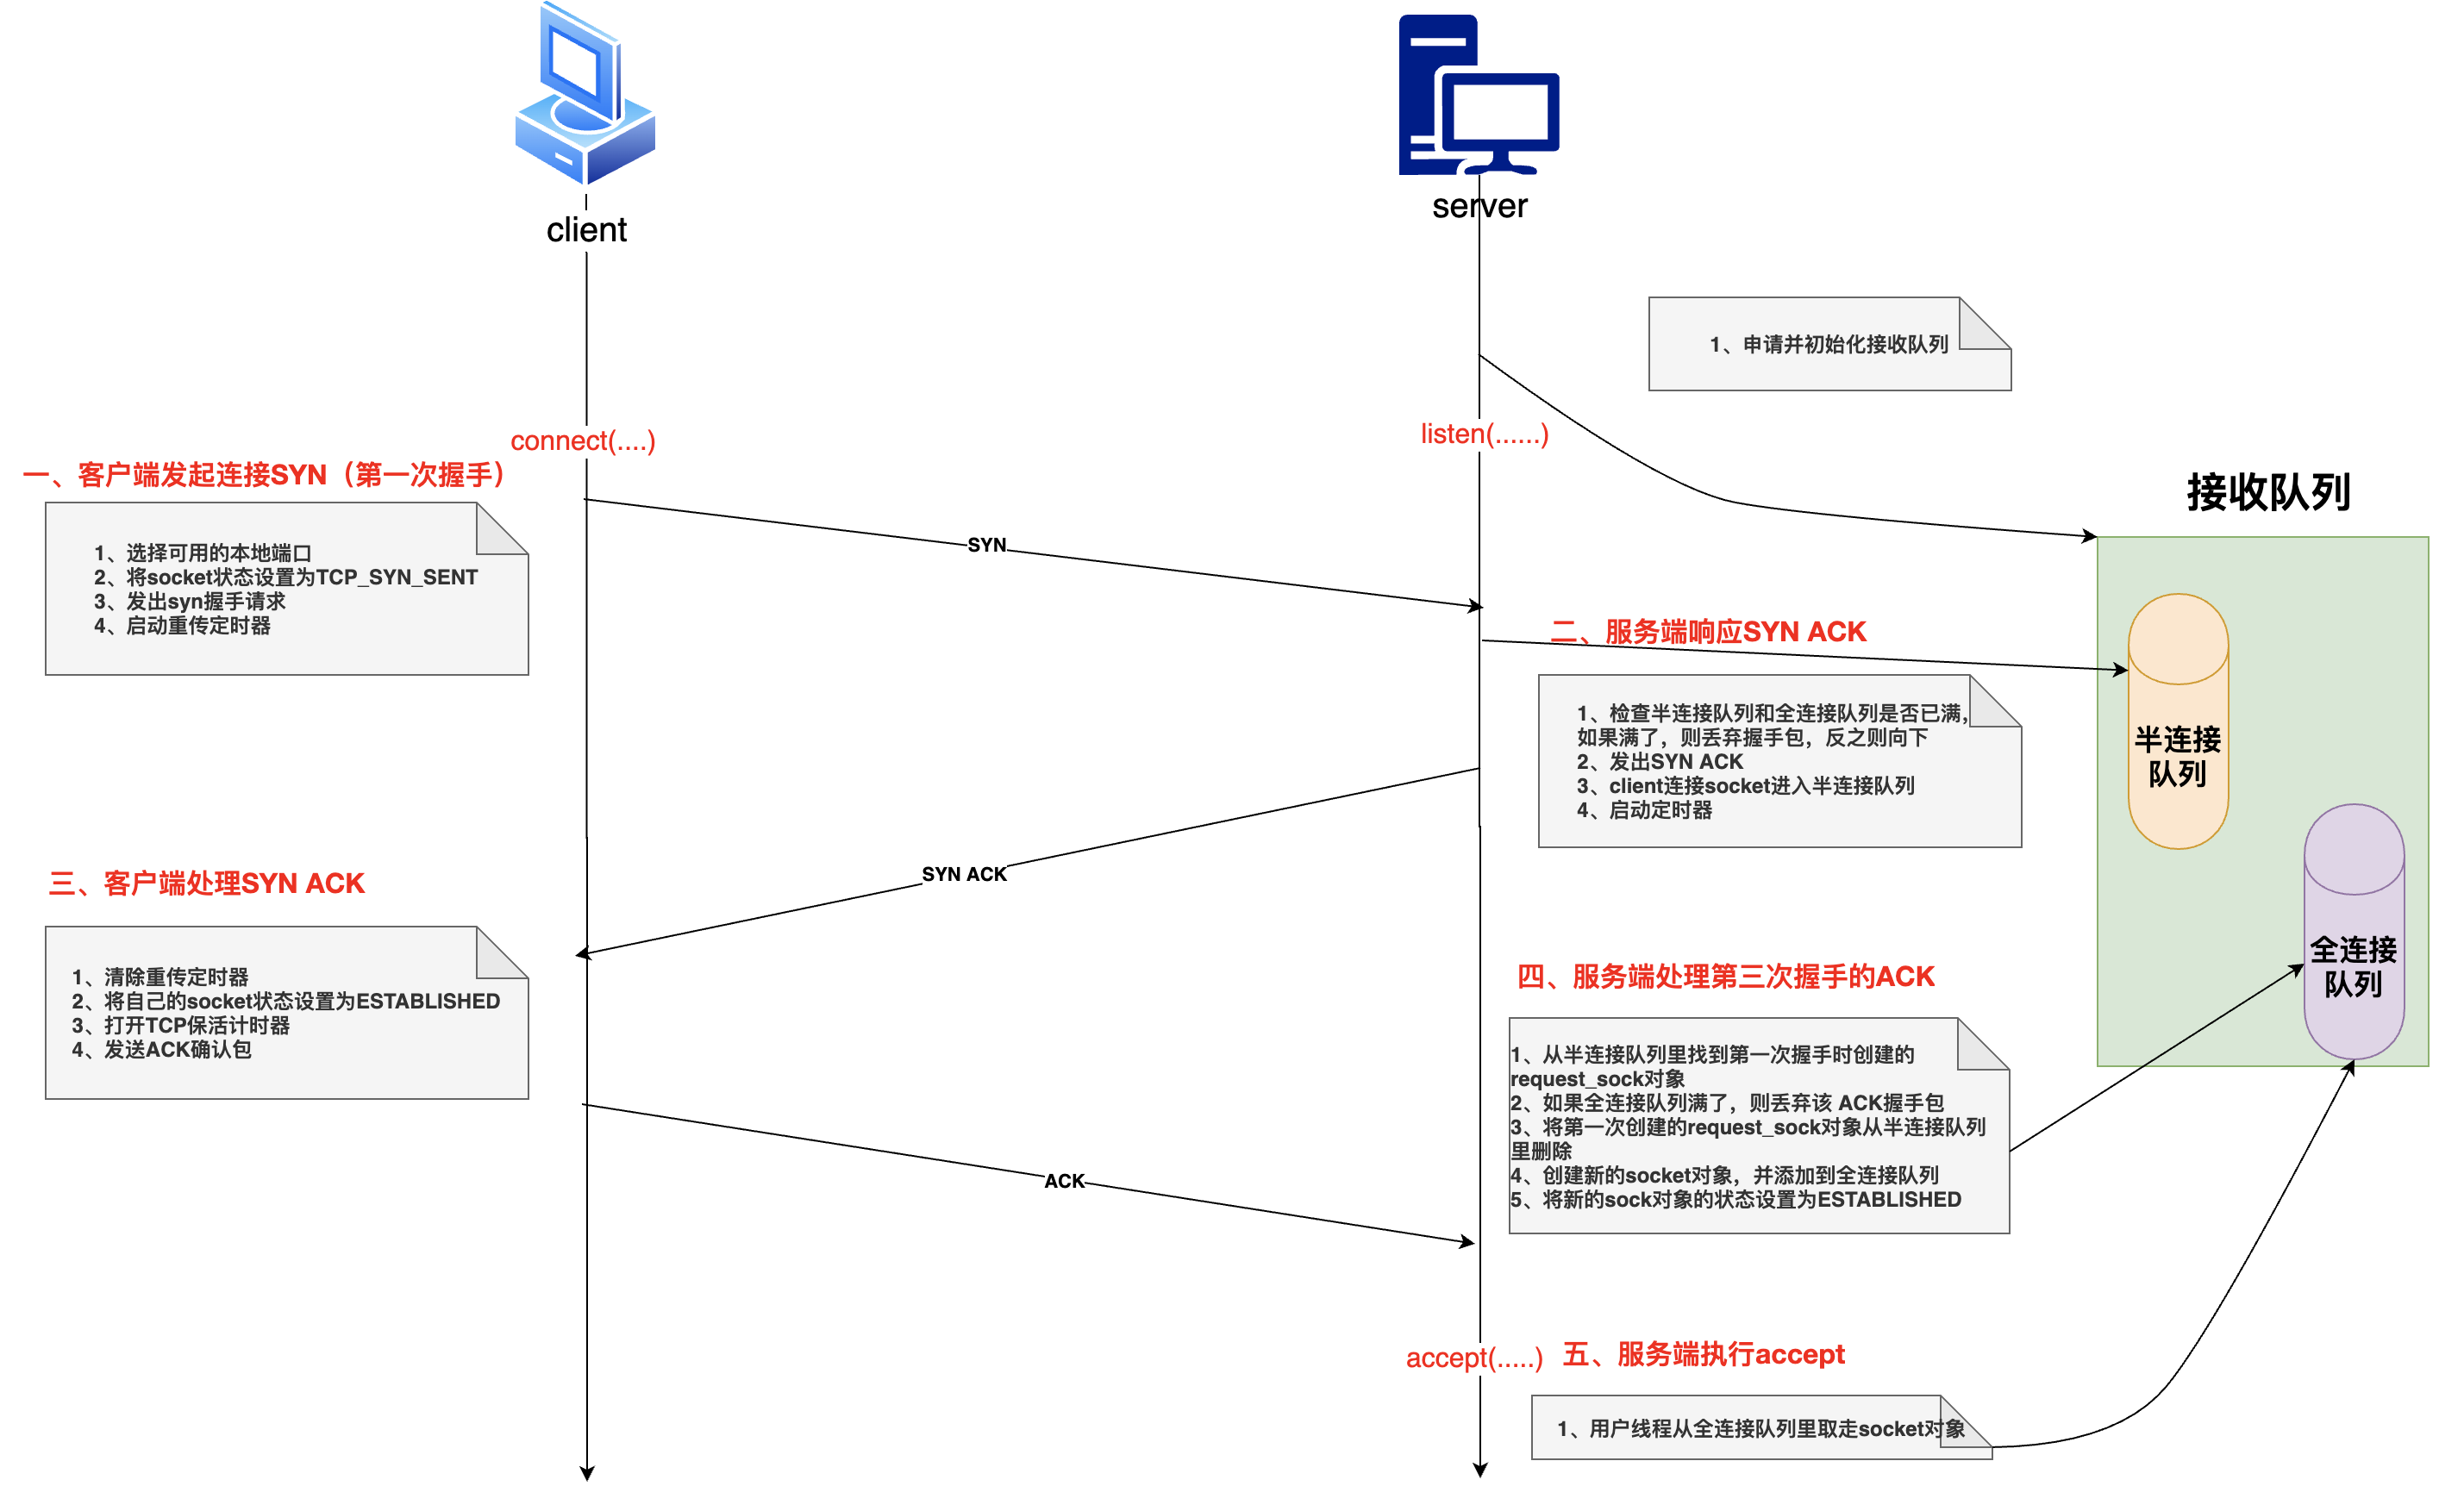 client
server
1、申请并初始化接收队列
connect(....)
listen(......)
一、客户端发起连接SYN（第一次握手）
接收队列
1、选择可用的本地端口
2、将socket状态设置为TCP_SYN_SENT
3、发出syn握手请求
4、启动重传定时器
SYN
二、服务端响应SYN ACK
1、检查半连接队列和全连接队列是否已满，
如果满了，则丢弃握手包，反之则向下
2、发出SYN ACK
3、client连接socket进入半连接队列
4、启动定时器
半连接
队列
SYN ACK
三、客户端处理SYN ACK
1、清除重传定时器
2、将自己的socket状态设置为ESTABLISHED
3、打开TCP保活计时器
4、发送ACK确认包
全连接
队列
四、服务端处理第三次握手的ACK
1、从半连接队列里找到第一次握手时创建的
request_sock对象
2、如果全连接队列满了，则丢弃该 ACK握手包
3、将第一次创建的request_sock对象从半连接队列
里删除
4、创建新的socket对象，并添加到全连接队列
5、将新的sock对象的状态设置为ESTABLISHED
ACK
accept(.....)
五、服务端执行accept
1、用户线程从全连接队列里取走socket对象